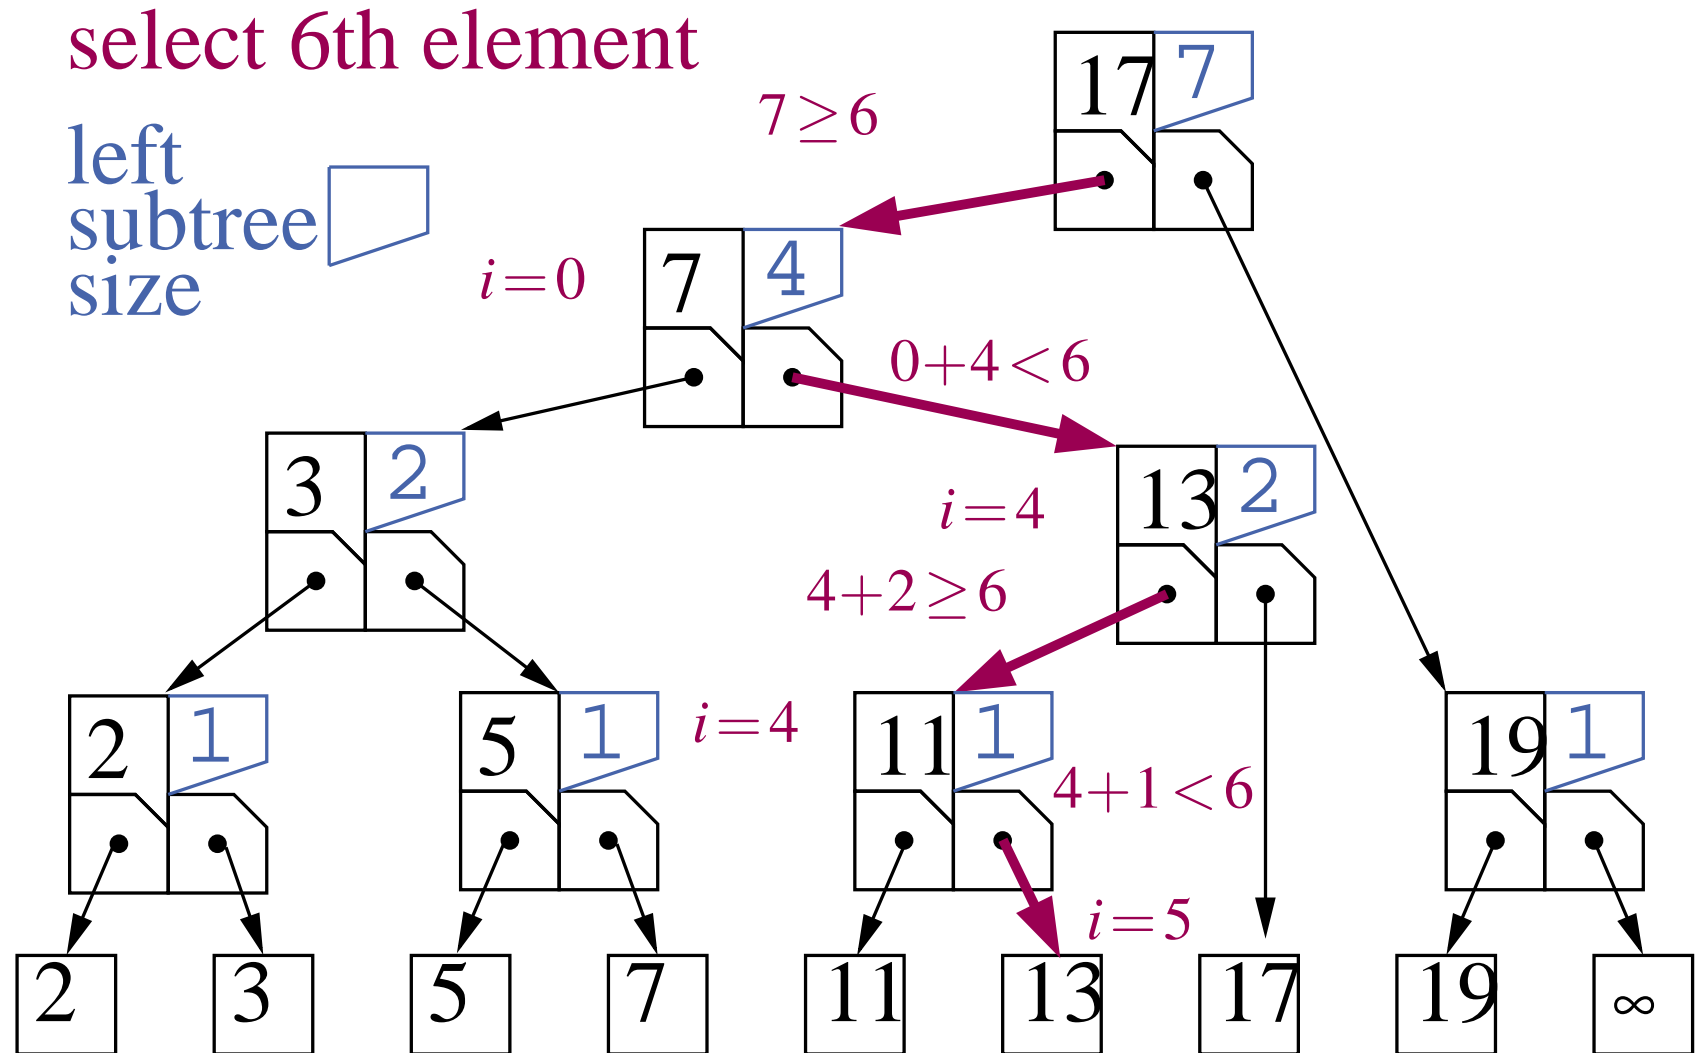 select 6th element
17 7
7≥6
left
subtree
size
7 4
i=0
0+4<6
3 2
13 2
i=4
4+2≥6
2 1
5 1
i=4
11 1
19 1
4+1<6
i=5
2 3 5 7 11 13 17 19 ∞